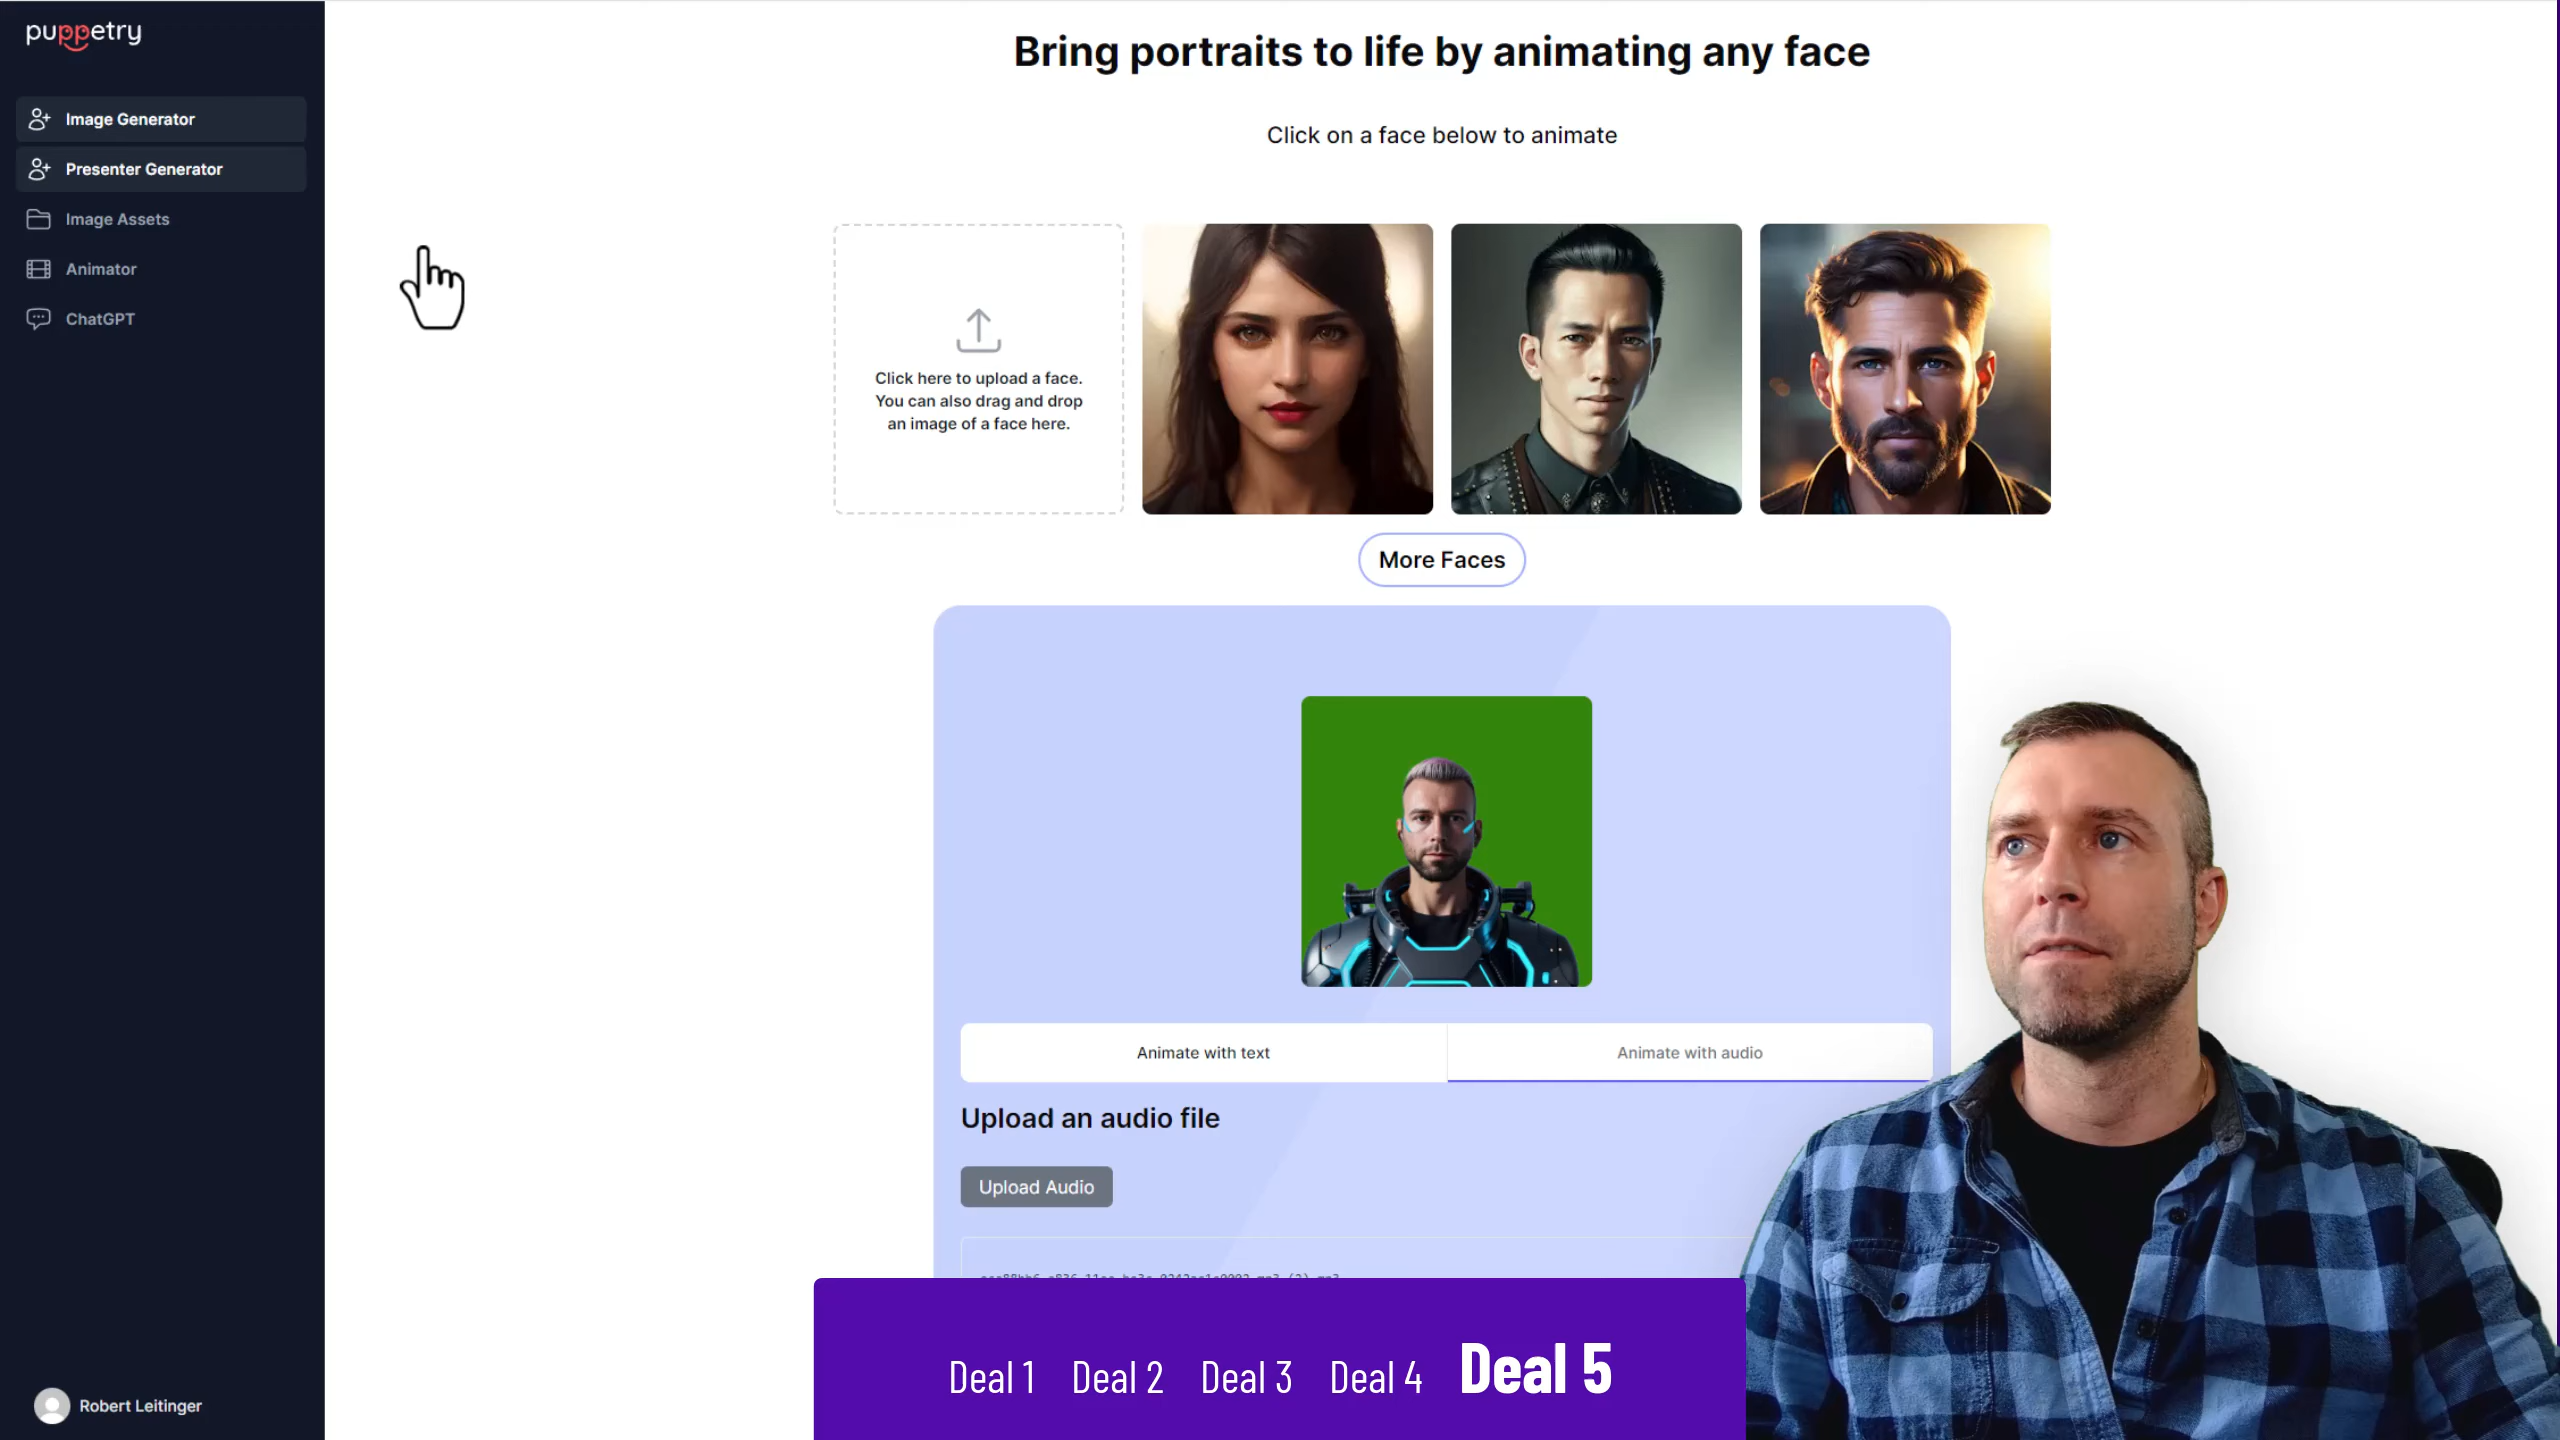 puppetry
Image Generator
Presenter Generator
Image Assets
Animator
ChatGPT
Robert Leitinger
Bring portraits to life by animating any face
Click on a face below to animate
Click here to upload a face.
You can also drag and drop
an image of a face here.
More Faces
Animate with text
Animate with audio
Upload an audio file
Upload Audio
Deal 1 Deal 2 Deal 3 Deal 4 Deal 5